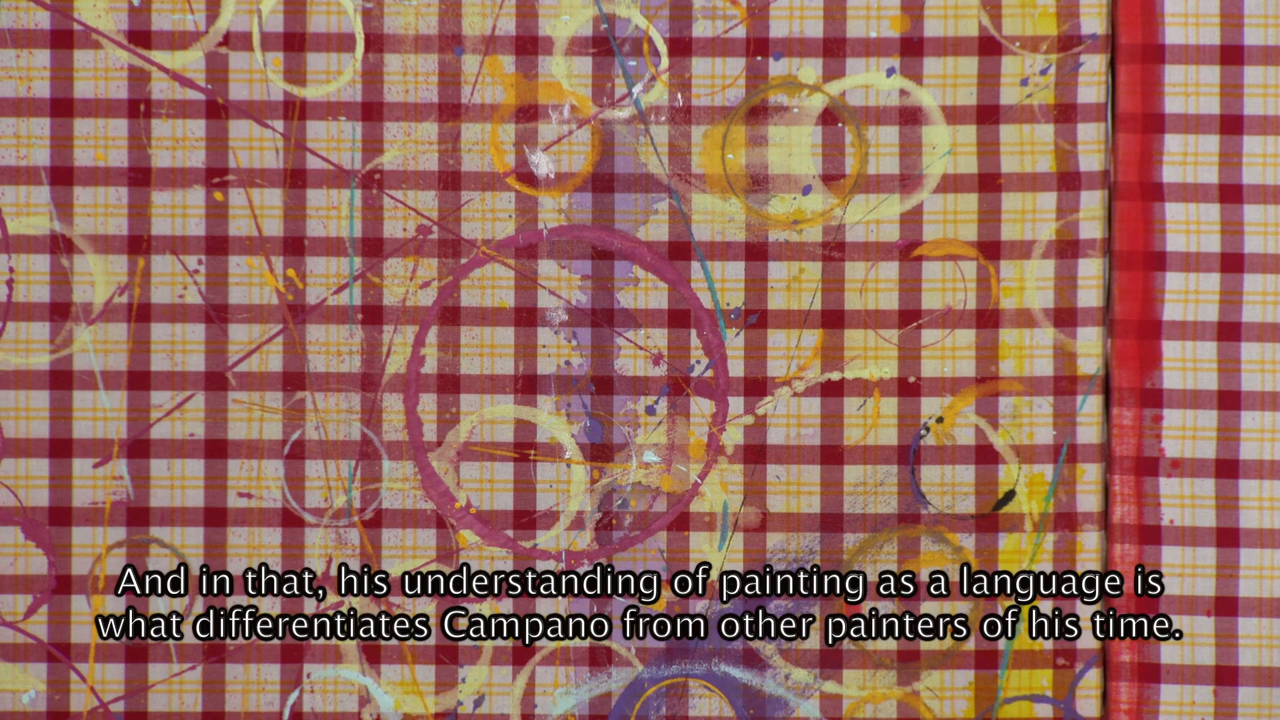 And in that, his understanding of painting as a language is
what differentiates Campano from other painters of his time.